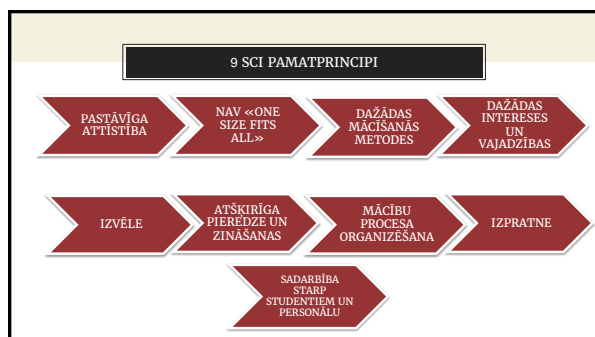 9 SCI PAMATPRINCIPI
PASTĀVĪGA
ATTĪSTĪBA
NAV «ONE
SIZE FITS
ALL»
DAŽĀDAS
MĀCĪŠANĀS
METODES
DAŽĀDAS
INTERESES
UN
VAJADZĪBAS
IZVĒLE
ATŠĶIRĪGA
PIEREDZE UN
ZINĀŠANAS
MĀCĪBU
PROCESA
ORGANIZĒŠANA
IZPRATNE
SADARBĪBA
STARP
STUDENTIEM UN
PERSONĀLU